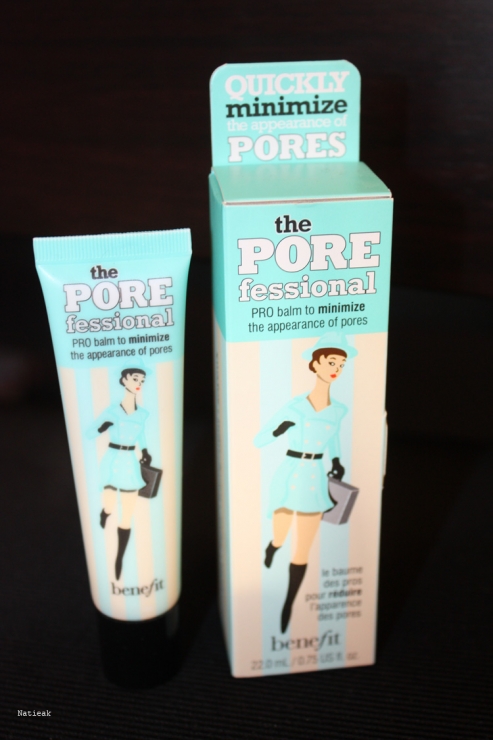 QUICKLY
minimize
the appearance of
PORES
the
PORE
fessional
PRO balm to minimize
the appearance of pores
le baume
des pros
pour réduire
l'apparence
des pores
benefit
22.0 mL / 0.75 US fl. oz.
the
PORE
fessional
PRO balm to minimize
the appearance of pores
benefit
Natieak